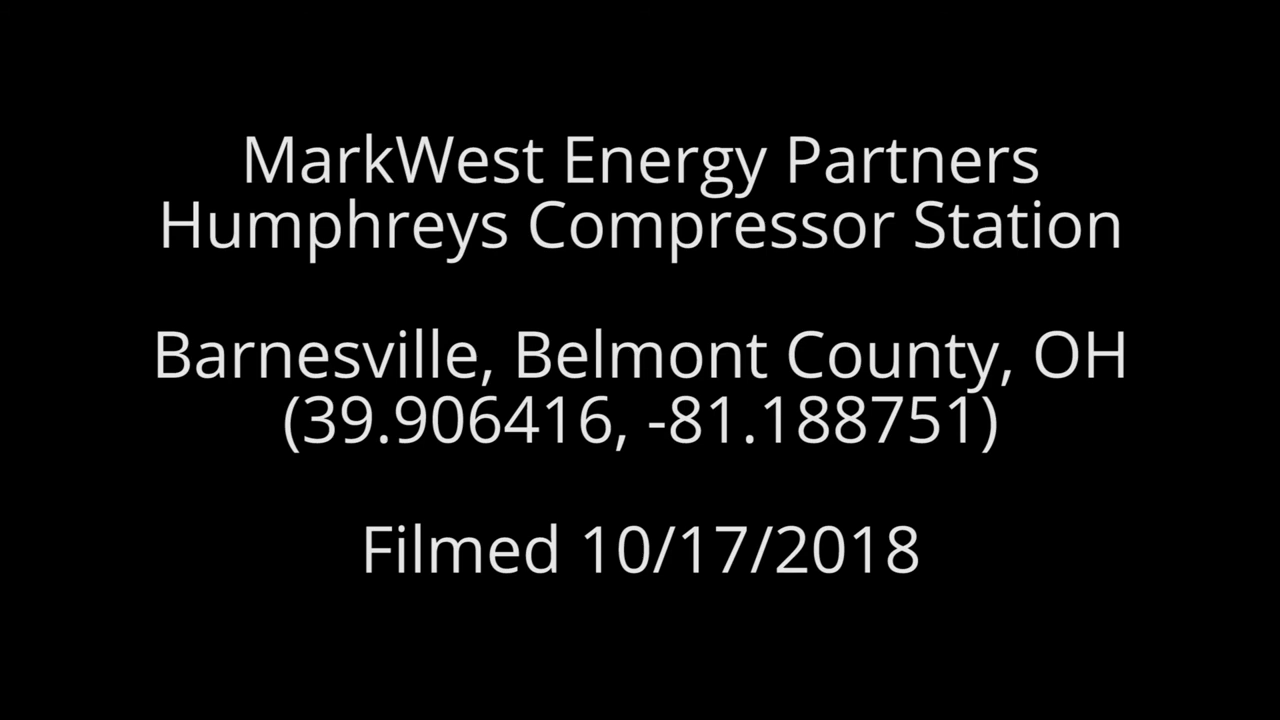 MarkWest Energy Partners
Humphreys Compressor Station
Barnesville, Belmont County, OH
(39.906416, -81.188751)
Filmed 10/17/2018